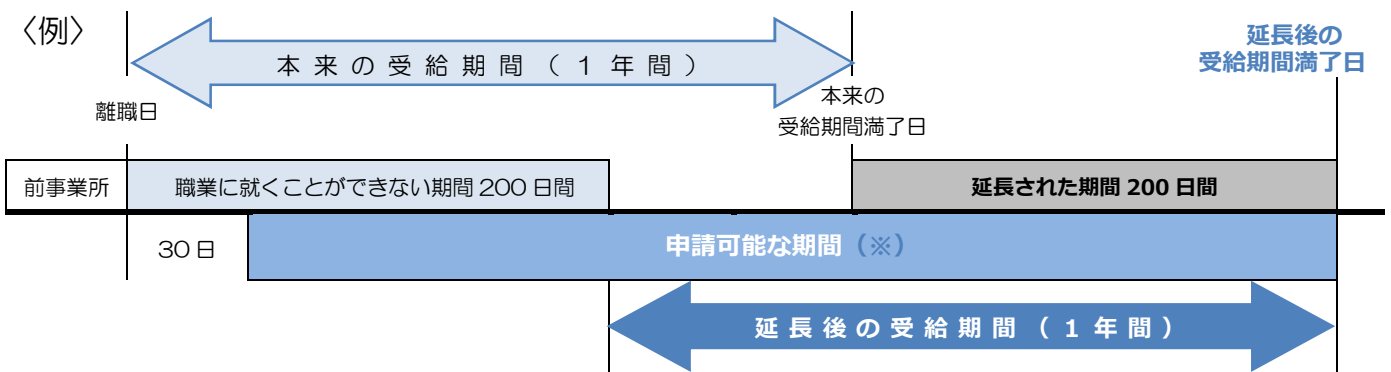 〈例〉
本来の受給期間（1年間）
延長後の
受給期間満了日
離職日
本来の
受給期間満了日
前事業所
職業に就くことができない期間 200 日間
延長された期間 200 日間
30 日
申請可能な期間（※）
延長後の受給期間（1年間）